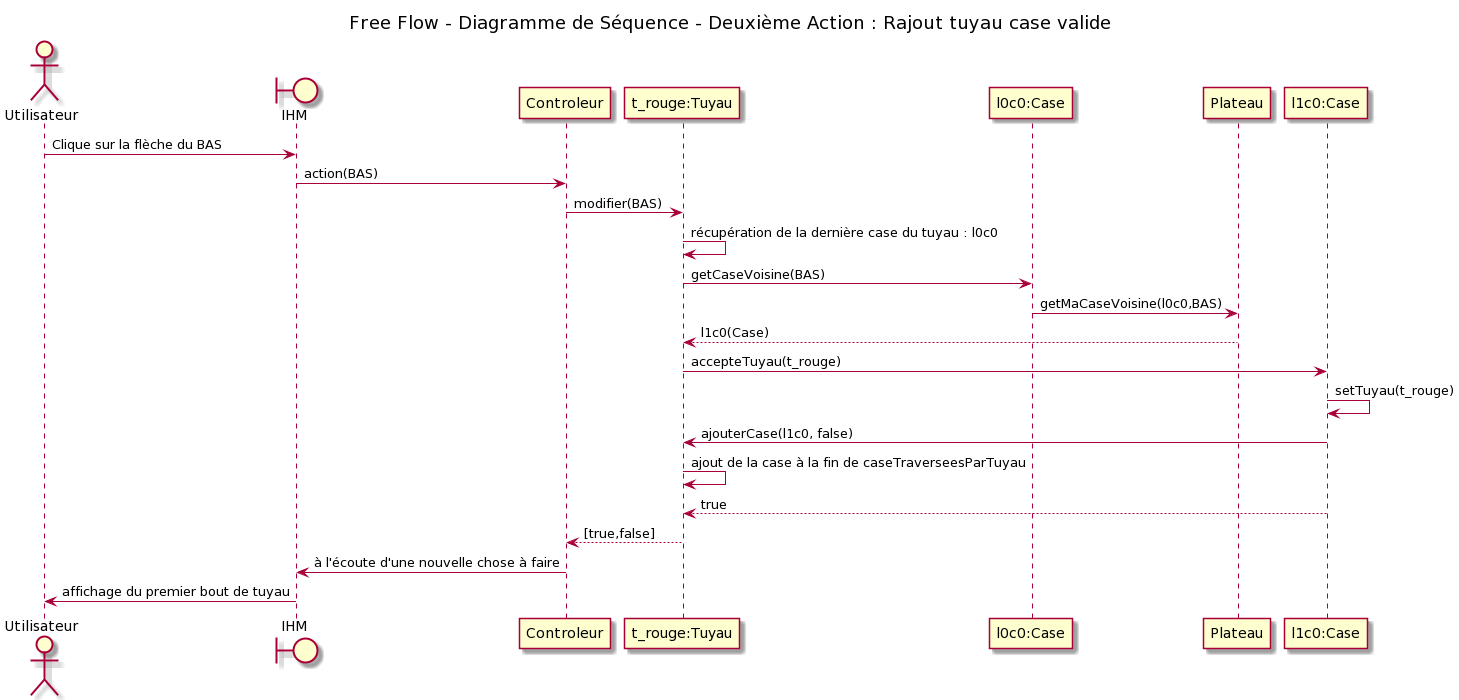 Free Flow - Diagramme de Séquence - Deuxième Action : Rajout tuyau case valide
Utilisateur
IHM
Controleur
t_rouge:Tuyau
l0c0:Case
Plateau
l1c0:Case
Clique sur la flèche du BAS
action(BAS)
modifier(BAS)
récupération de la dernière case du tuyau : l0c0
getCaseVoisine(BAS)
getMaCaseVoisine(l0c0,BAS)
l1c0(Case)
accepteTuyau(t_rouge)
setTuyau(t_rouge)
ajouterCase(l1c0, false)
ajout de la case à la fin de caseTraverseesParTuyau
true
[true,false]
à l'écoute d'une nouvelle chose à faire
affichage du premier bout de tuyau
Utilisateur
IHM
Controleur
t_rouge:Tuyau
l0c0:Case
Plateau
l1c0:Case